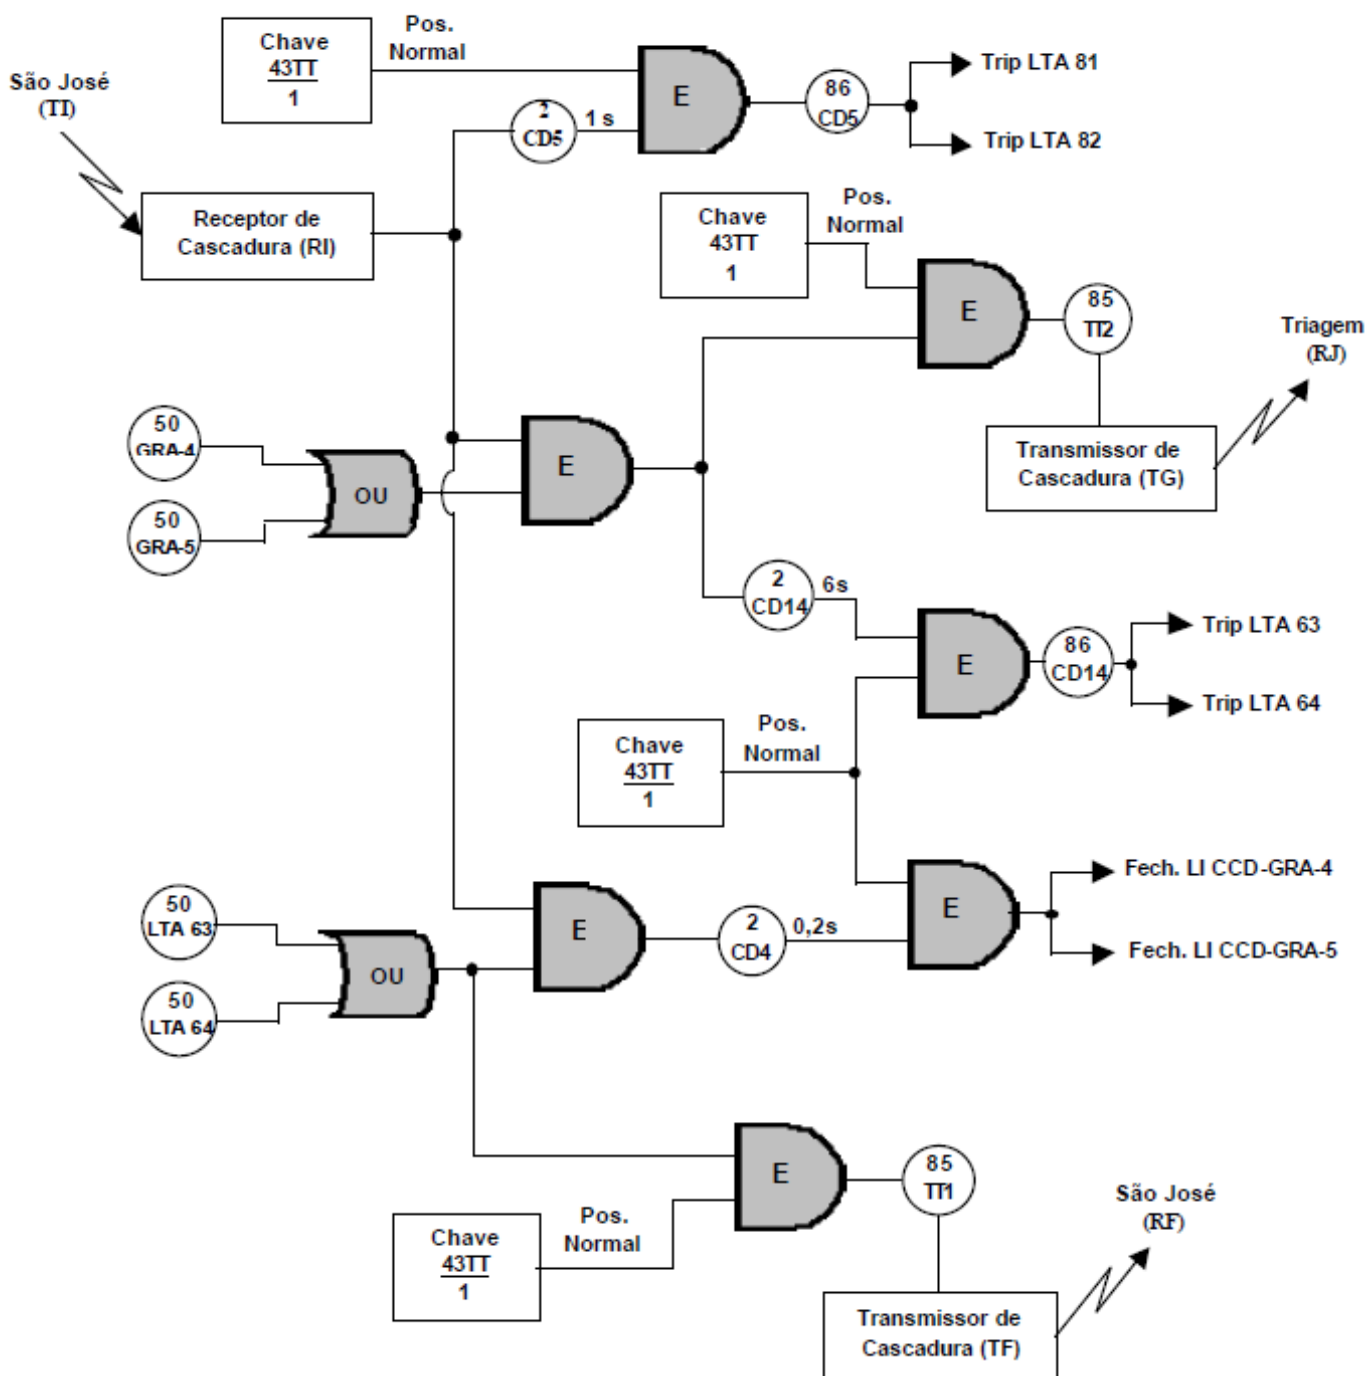 Chave
43TT
1
Pos.
Normal
E
86
CD5
Trip LTA 81
Trip LTA 82
São José
(TI)
2
CD5
1 s
Receptor de
Cascadura (RI)
Chave
43TT
1
Pos.
Normal
E
85
TT2
Triagem
(RJ)
Transmissor de
Cascadura (TG)
50
GRA-4
50
GRA-5
OU
E
2
CD14
6s
E
86
CD14
Trip LTA 63
Trip LTA 64
Chave
43TT
1
Pos.
Normal
50
LTA 63
50
LTA 64
OU
E
2
CD4
0,2s
E
Fech. LI CCD-GRA-4
Fech. LI CCD-GRA-5
Chave
43TT
1
Pos.
Normal
E
85
TT1
São José
(RF)
Transmissor de
Cascadura (TF)